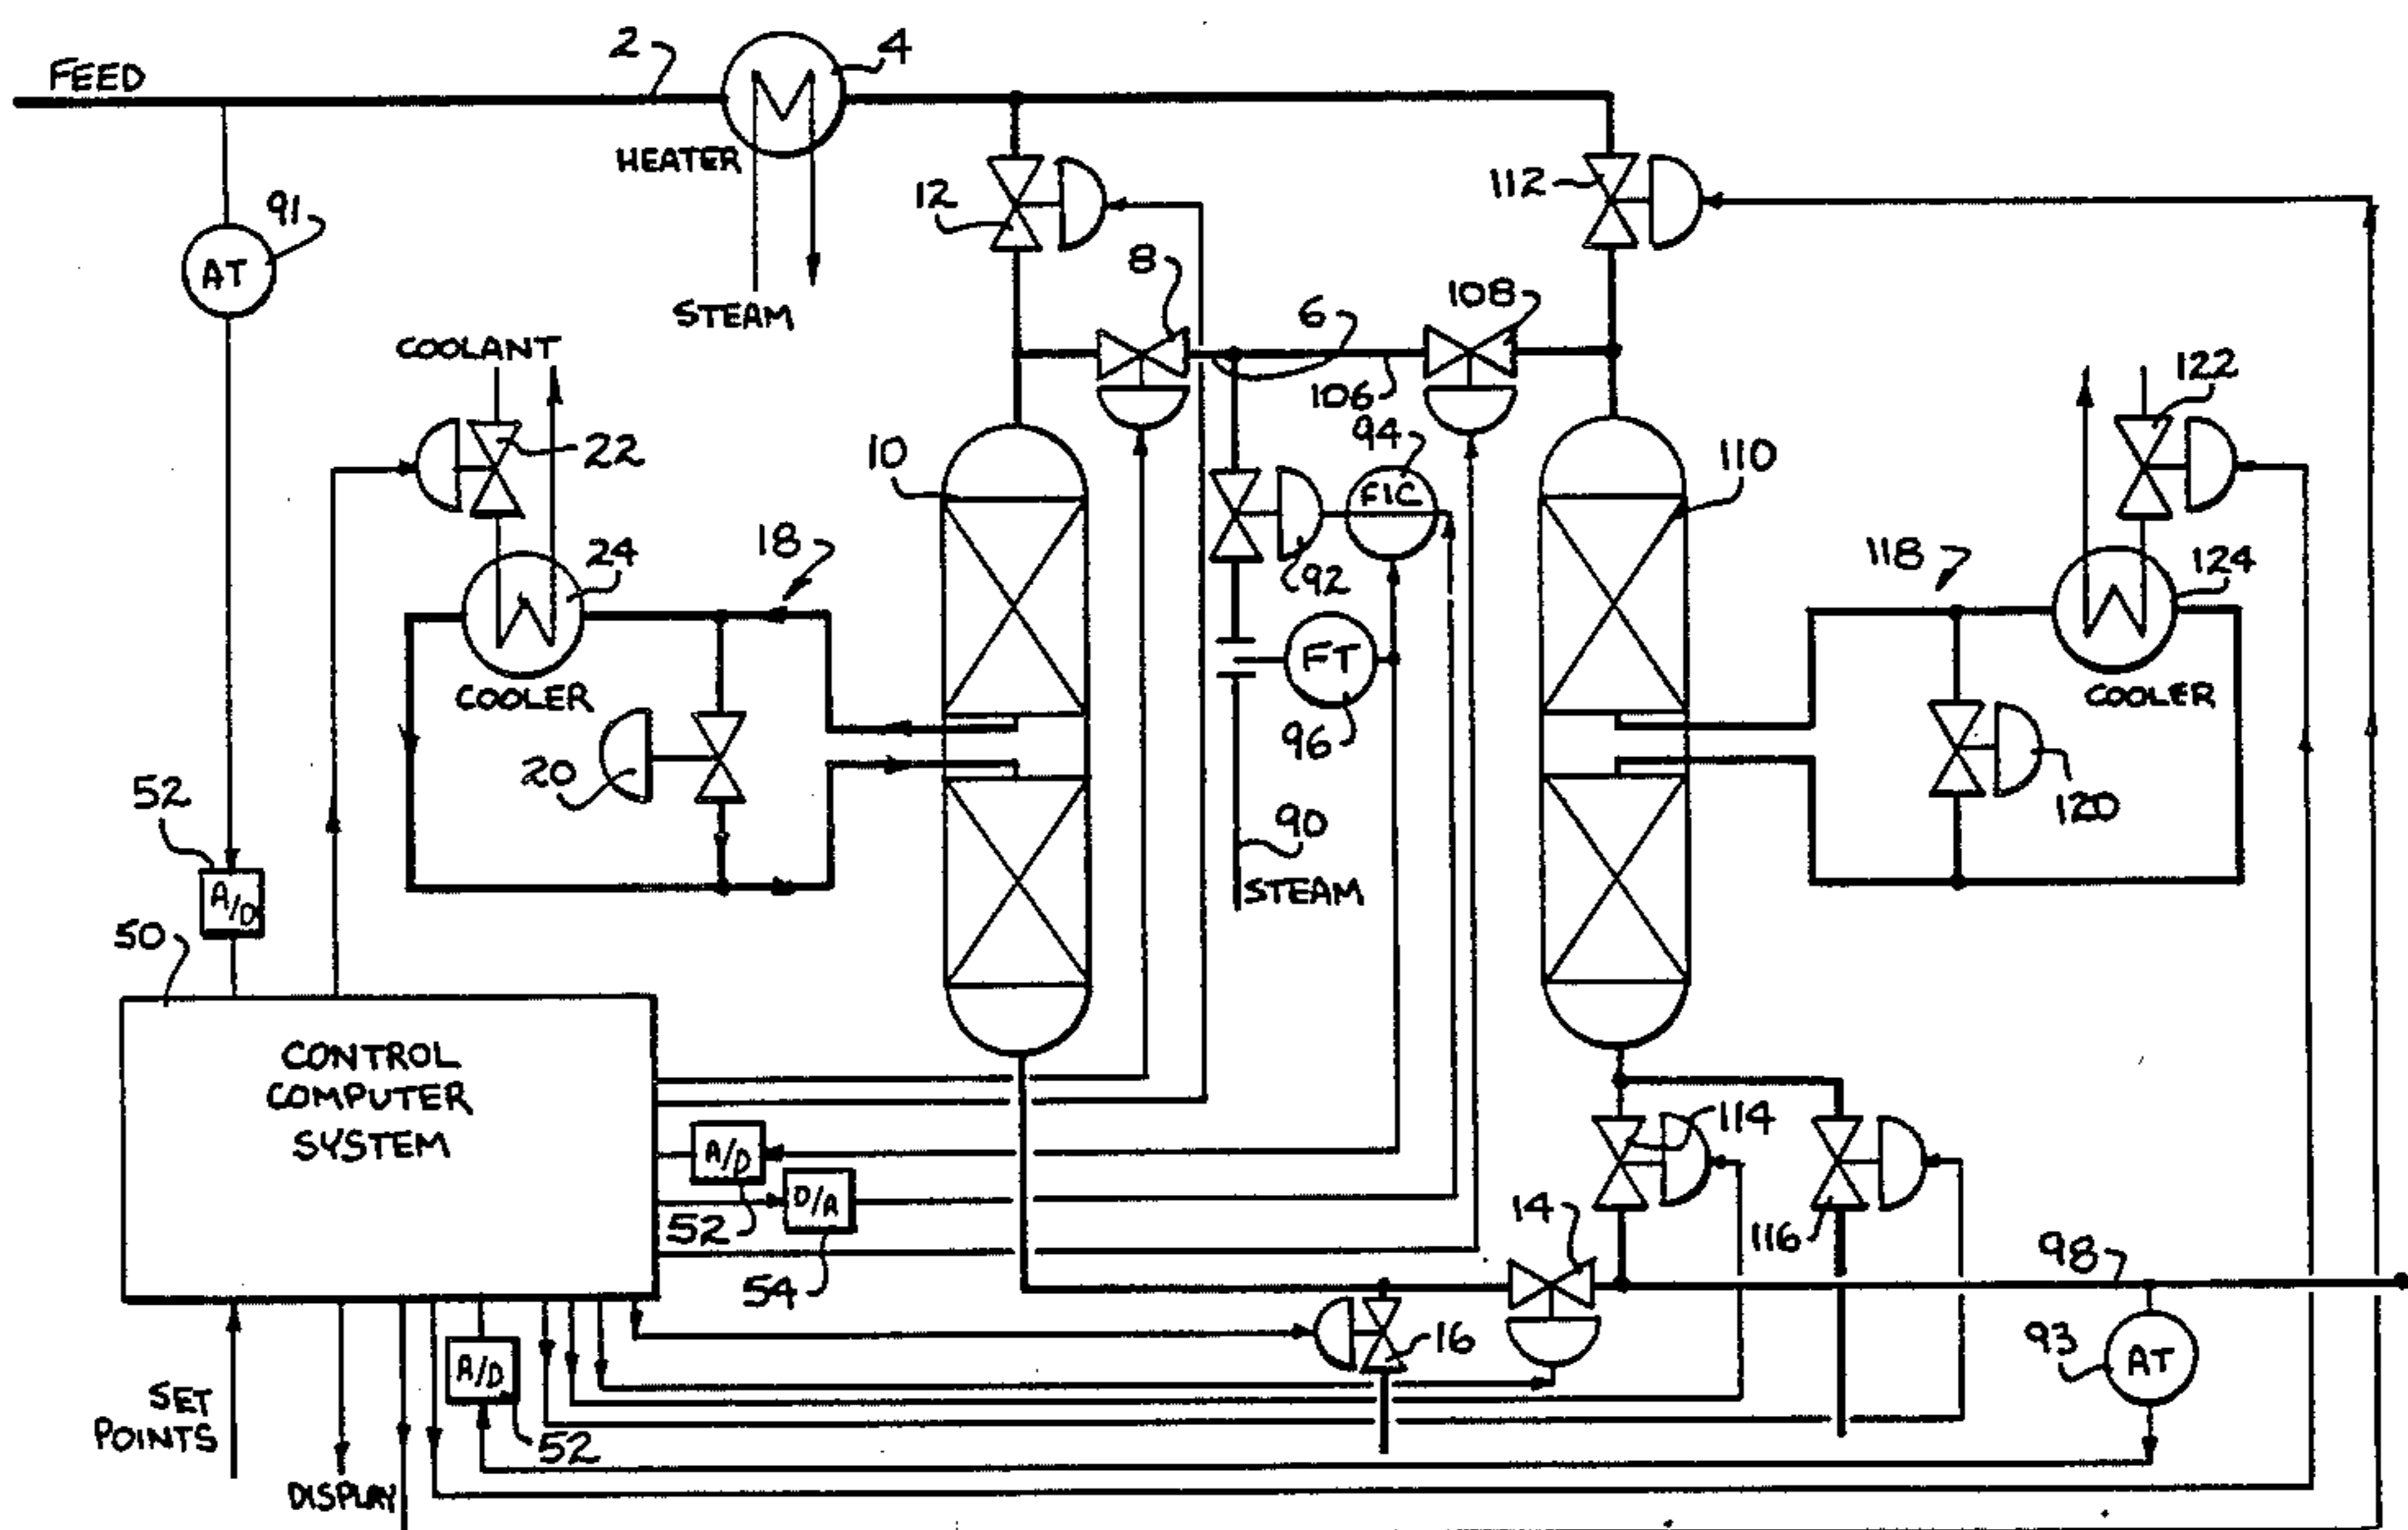 FEED
2
4
HEATER
STEAM
91
AT
12
112
8
6
108
106
COOLANT
22
10
94
FIC
110
122
24
18
92
118
124
COOLER
FT
COOLER
20
96
120
52
A/D
90
STEAM
50
CONTROL
COMPUTER
SYSTEM
A/D
52
D/A
54
114
14
116
98
16
93
AT
A/D
52
SET
POINTS
DISPLAY